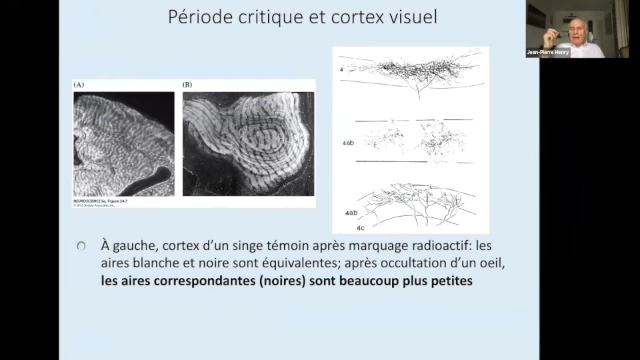 Période critique et cortex visuel
Jean-Pierre Henry
(A)
(B)
4
4ab
4ab
4c
À gauche, cortex d'un singe témoin après marquage radioactif: les
aires blanche et noire sont équivalentes; après occultation d'un oeil,
les aires correspondantes (noires) sont beaucoup plus petites